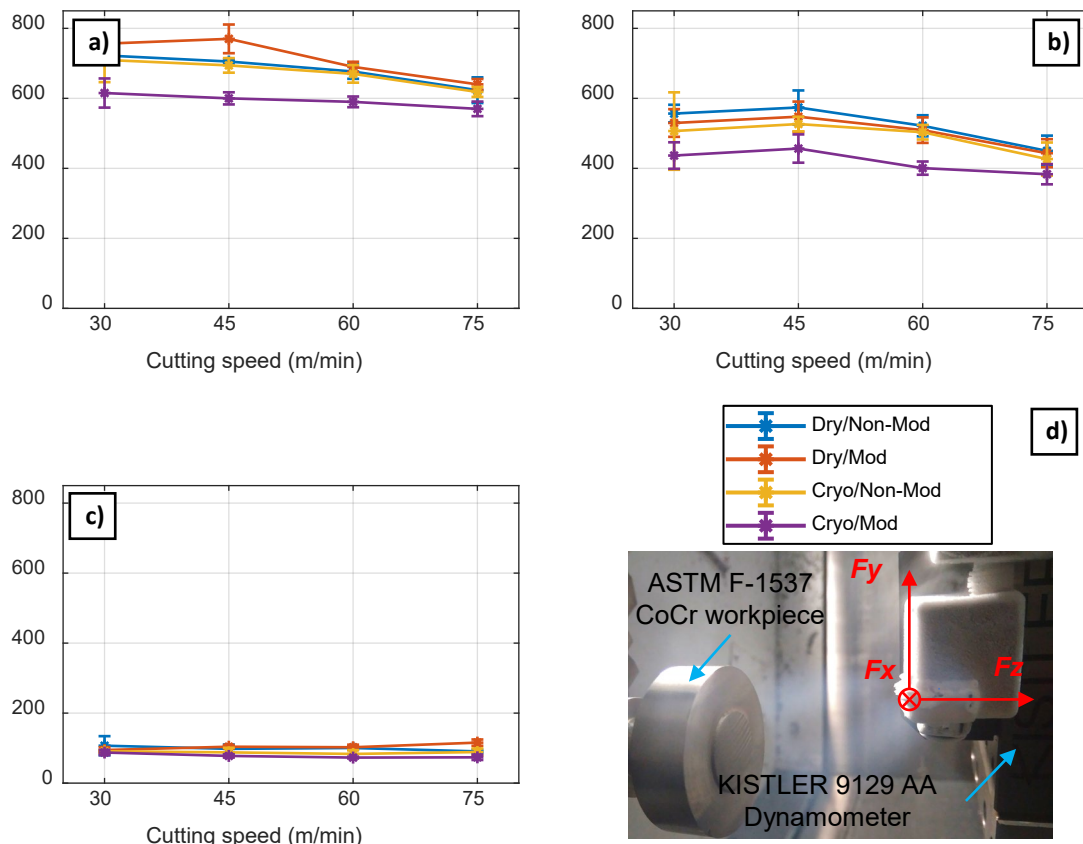 a)
800
600
400
200
0
30 45 60 75
Cutting speed (m/min)
b)
800
600
400
200
0
30 45 60 75
Cutting speed (m/min)
c)
800
600
400
200
0
30 45 60 75
Cutting speed (m/min)
d)
Dry/Non-Mod
Dry/Mod
Cryo/Non-Mod
Cryo/Mod
ASTM F-1537
CoCr workpiece
Fy
Fx
Fz
KISTLER 9129 AA
Dynamometer